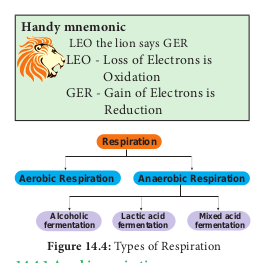 Handy mnemonic
LEO the lion says GER
LEO - Loss of Electrons is
Oxidation
GER - Gain of Electrons is
Reduction
Respiration
Aerobic Respiration
Anaerobic Respiration
Alcoholic
fermentation
Lactic acid
fermentation
Mixed acid
fermentation
Figure 14.4: Types of Respiration